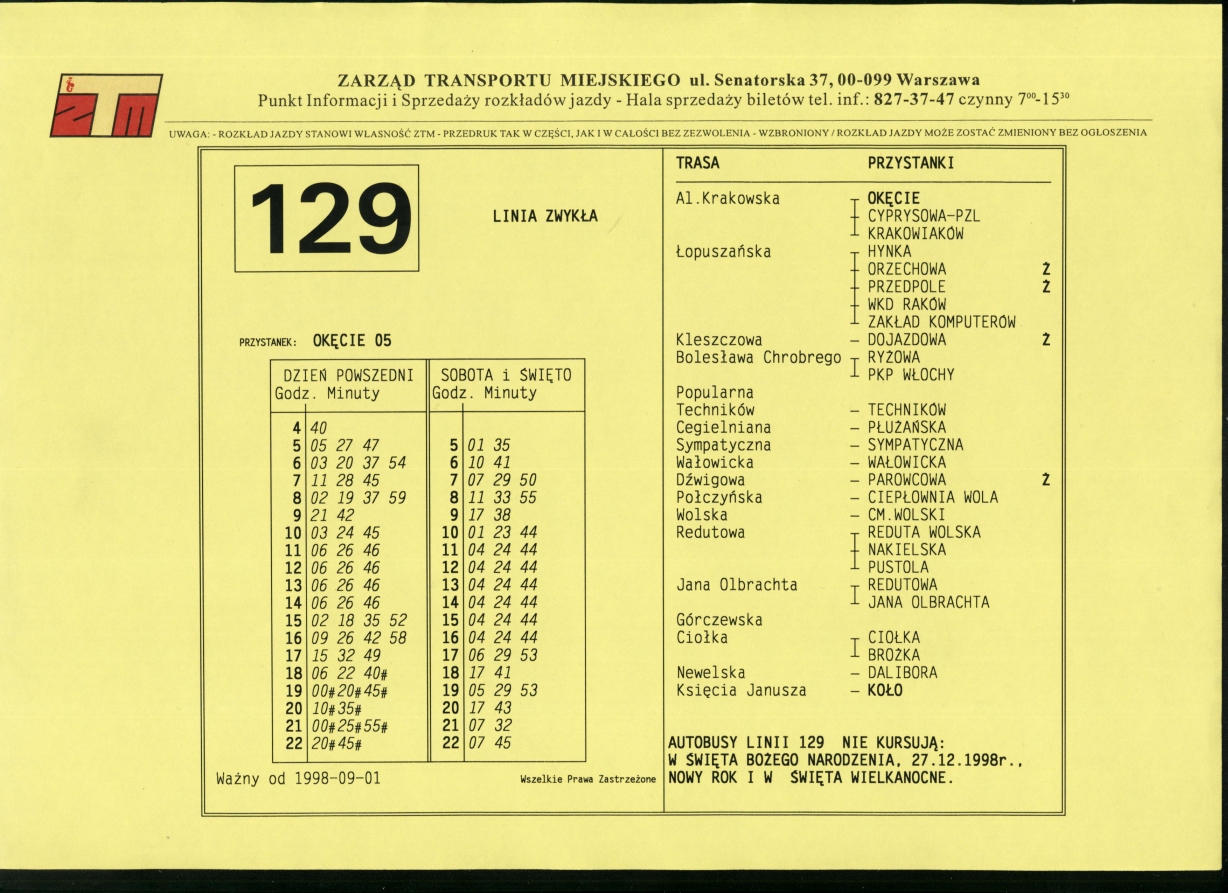 ZTM
ZARZĄD TRANSPORTU MIEJSKIEGO ul. Senatorska 37, 00-099 Warszawa
Punkt Informacji i Sprzedaży rozkładów jazdy - Hala sprzedaży biletów tel. inf.: 827-37-47 czynny 7⁰⁰-15³⁰
UWAGA: - ROZKŁAD JAZDY STANOWI WŁASNOŚĆ ZTM - PRZEDRUK TAK W CZĘŚCI, JAK I W CAŁOŚCI BEZ ZEZWOLENIA - WZBRONIONY / ROZKŁAD JAZDY MOŻE ZOSTAĆ ZMIENIONY BEZ OGŁOSZENIA
129
LINIA ZWYKŁA
PRZYSTANEK: OKĘCIE 05
DZIEŃ POWSZEDNI
Godz. Minuty
4 40
5 05 27 47
6 03 20 37 54
7 11 28 45
8 02 19 37 59
9 21 42
10 03 24 45
11 06 26 46
12 06 26 46
13 06 26 46
14 06 26 46
15 02 18 35 52
16 09 26 42 58
17 15 32 49
18 06 22 40#
19 00#20#45#
20 10#35#
21 00#25#55#
22 20#45#
SOBOTA i ŚWIĘTO
Godz. Minuty
5 01 35
6 10 41
7 07 29 50
8 11 33 55
9 17 38
10 01 23 44
11 04 24 44
12 04 24 44
13 04 24 44
14 04 24 44
15 04 24 44
16 04 24 44
17 06 29 53
18 17 41
19 05 29 53
20 17 43
21 07 32
22 07 45
Ważny od 1998-09-01
Wszelkie Prawa Zastrzeżone
TRASA PRZYSTANKI
Al.Krakowska OKĘCIE
CYPRYSOWA-PZL
KRAKOWIAKÓW
Łopuszańska HYNKA
ORZECHOWA Ż
PRZEDPOLE Ż
WKD RAKÓW
ZAKŁAD KOMPUTERÓW
Kleszczowa – DOJAZDOWA Ż
Bolesława Chrobrego RYŻOWA
PKP WŁOCHY
Popularna
Techników – TECHNIKÓW
Cegielniana – PŁUŻAŃSKA
Sympatyczna – SYMPATYCZNA
Wałowicka – WAŁOWICKA
Dźwigowa – PAROWCOWA Ż
Połczyńska – CIEPŁOWNIA WOLA
Wolska – CM.WOLSKI
Redutowa REDUTA WOLSKA
NAKIELSKA
PUSTOLA
Jana Olbrachta REDUTOWA
JANA OLBRACHTA
Górczewska
Ciołka CIOŁKA
BROŻKA
Newelska – DALIBORA
Księcia Janusza – KOŁO
AUTOBUSY LINII 129 NIE KURSUJĄ:
W ŚWIĘTA BOŻEGO NARODZENIA, 27.12.1998r.,
NOWY ROK I W ŚWIĘTA WIELKANOCNE.